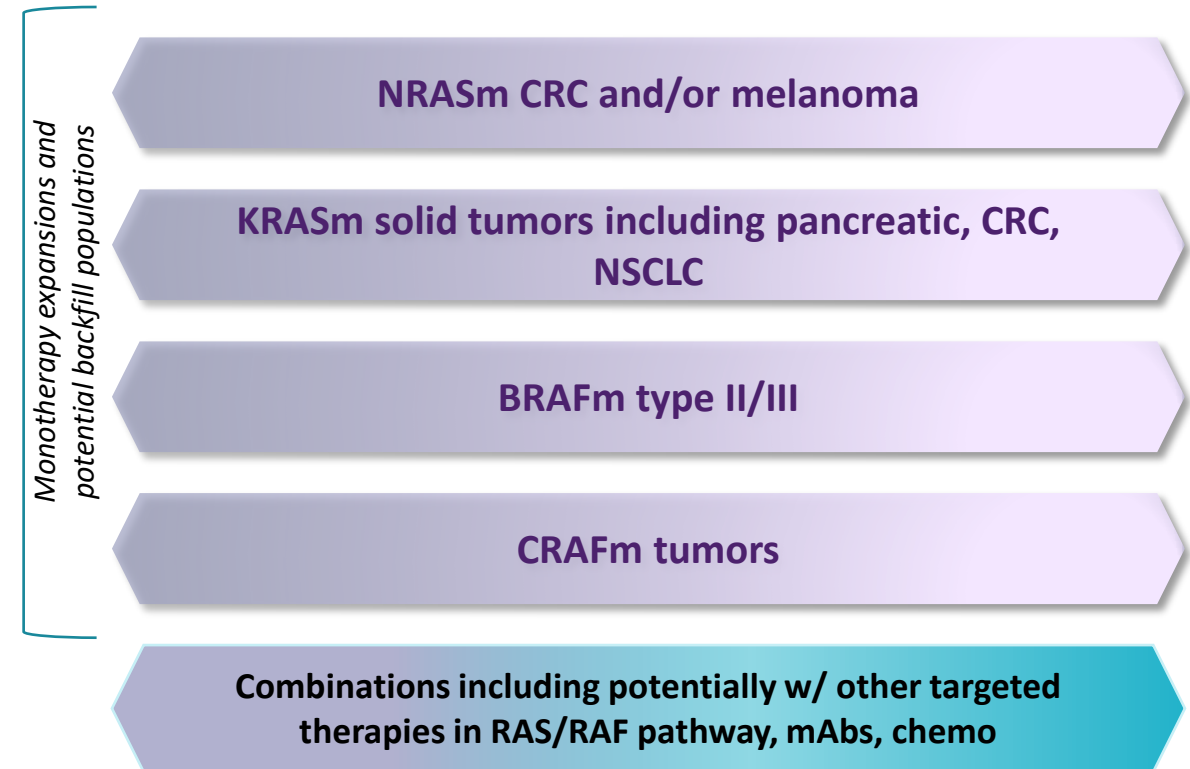 Monotherapy expansions and
potential backfill populations
NRASm CRC and/or melanoma
KRASm solid tumors including pancreatic, CRC,
NSCLC
BRAFm type II/III
CRAFm tumors
Combinations including potentially w/ other targeted
therapies in RAS/RAF pathway, mAbs, chemo